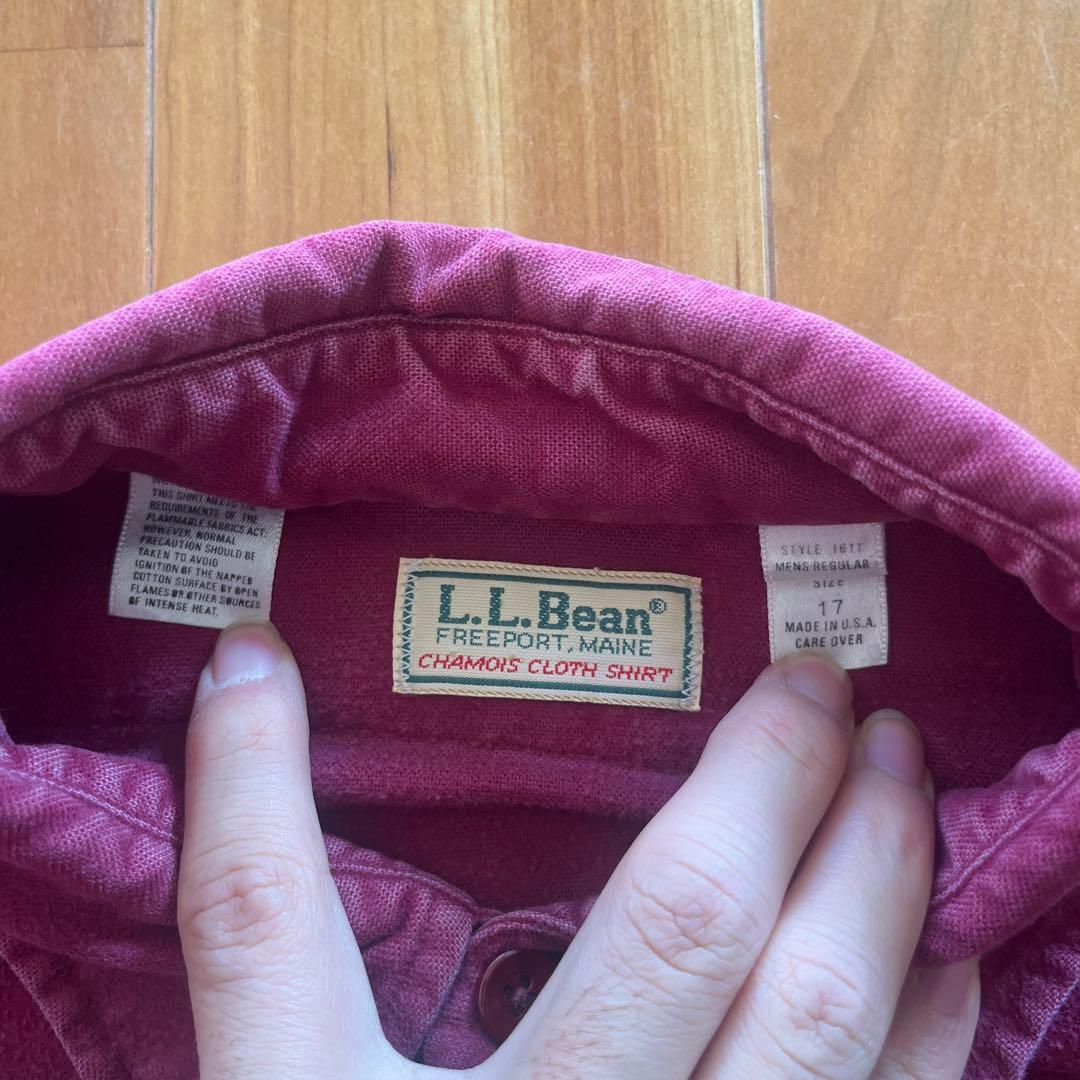 THIS SHIRT MEETS THE
REQUIREMENTS OF THE
FLAMMABLE FABRICS ACT.
HOWEVER, NORMAL
PRECAUTION SHOULD BE
TAKEN TO AVOID
IGNITION OF THE NAPPED
COTTON SURFACE BY OPEN
FLAMES OR OTHER SOURCES
OF INTENSE HEAT.
L.L.Bean®
FREEPORT, MAINE
CHAMOIS CLOTH SHIRT
STYLE 1611
MENS REGULAR
SIZE
17
MADE IN U.S.A.
CARE OVER